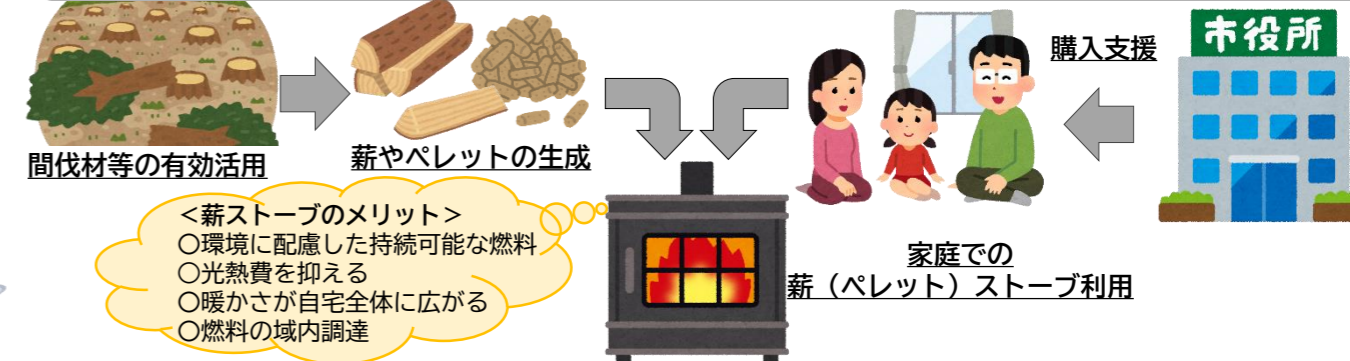 市役所
購入支援
間伐材等の有効活用
薪やペレットの生成
＜薪ストーブのメリット＞
〇環境に配慮した持続可能な燃料
〇光熱費を抑える
〇暖かさが自宅全体に広がる
〇燃料の域内調達
家庭での
薪（ペレット）ストーブ利用